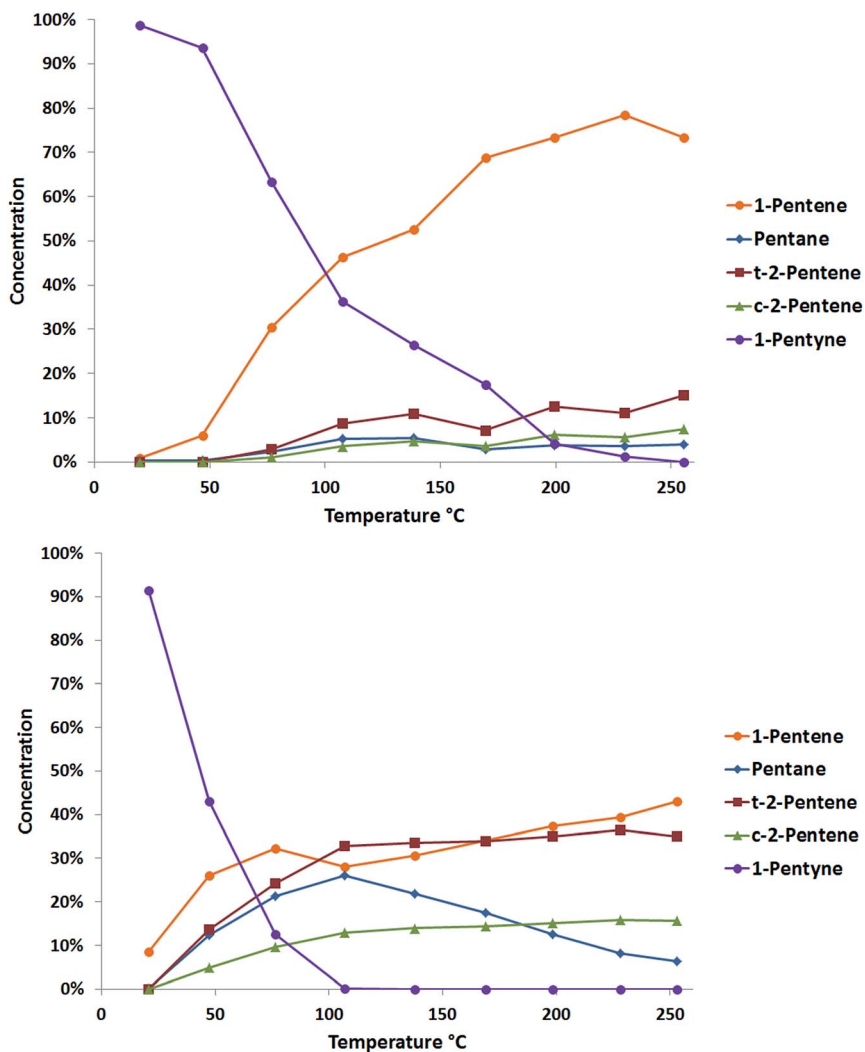 100%
90%
80%
70%
60%
50%
40%
30%
20%
10%
0%
Concentration
0 50 100 150 200 250
Temperature °C
1-Pentene
Pentane
t-2-Pentene
c-2-Pentene
1-Pentyne
100%
90%
80%
70%
60%
50%
40%
30%
20%
10%
0%
Concentration
0 50 100 150 200 250
Temperature °C
1-Pentene
Pentane
t-2-Pentene
c-2-Pentene
1-Pentyne